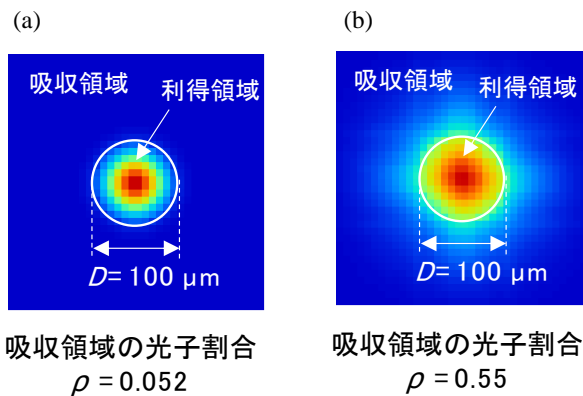 (a)
吸収領域
利得領域
D= 100 μm
吸収領域の光子割合
ρ = 0.052
(b)
吸収領域
利得領域
D= 100 μm
吸収領域の光子割合
ρ = 0.55